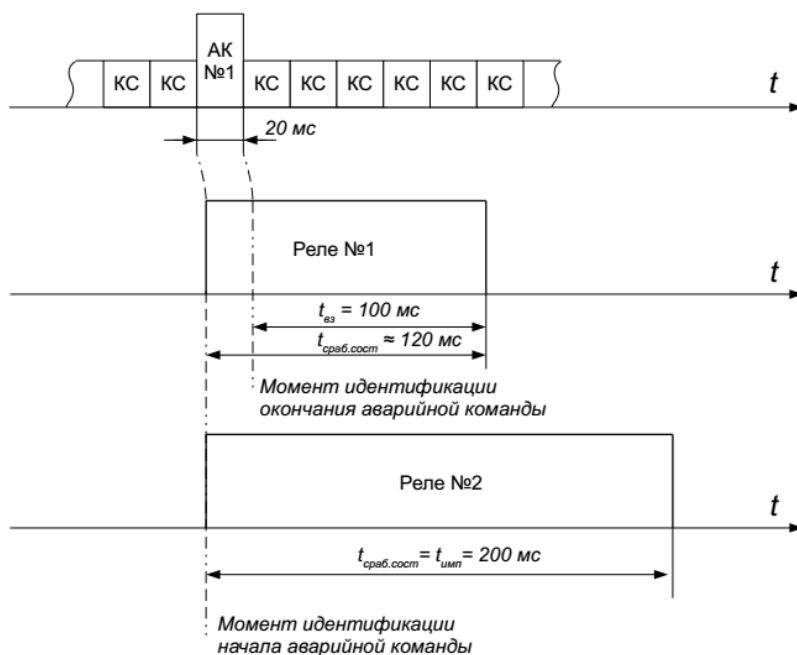 АК
№1
КС КС КС КС КС КС КС КС
t
20 мс
Реле №1
t
tвз = 100 мс
tсраб.сост ≈ 120 мс
Момент идентификации
окончания аварийной команды
Реле №2
t
tсраб.сост = tимп = 200 мс
Момент идентификации
начала аварийной команды